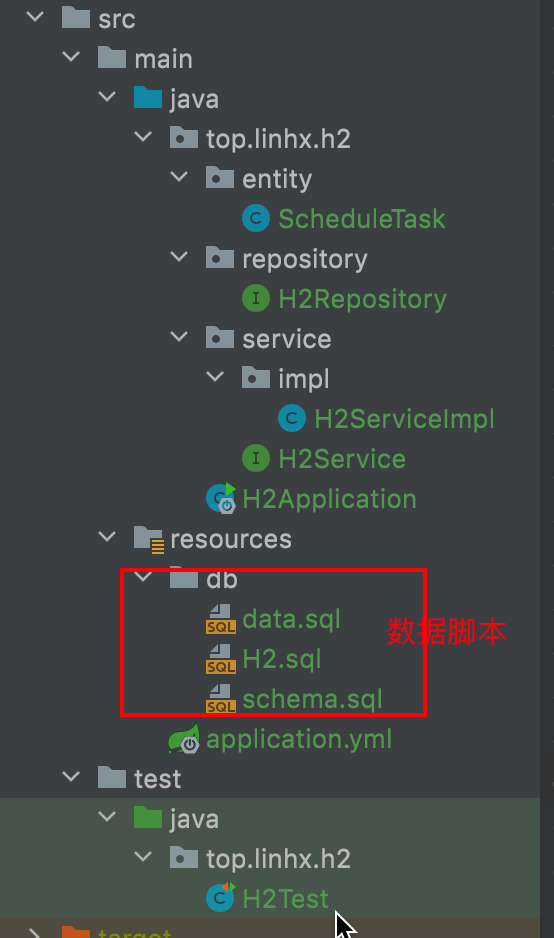 src
main
java
top.linhx.h2
entity
C ScheduleTask
repository
I H2Repository
service
impl
C H2ServiceImpl
I H2Service
C H2Application
resources
db
SQL data.sql 数据脚本
SQL H2.sql
SQL schema.sql
application.yml
test
java
top.linhx.h2
C H2Test
target